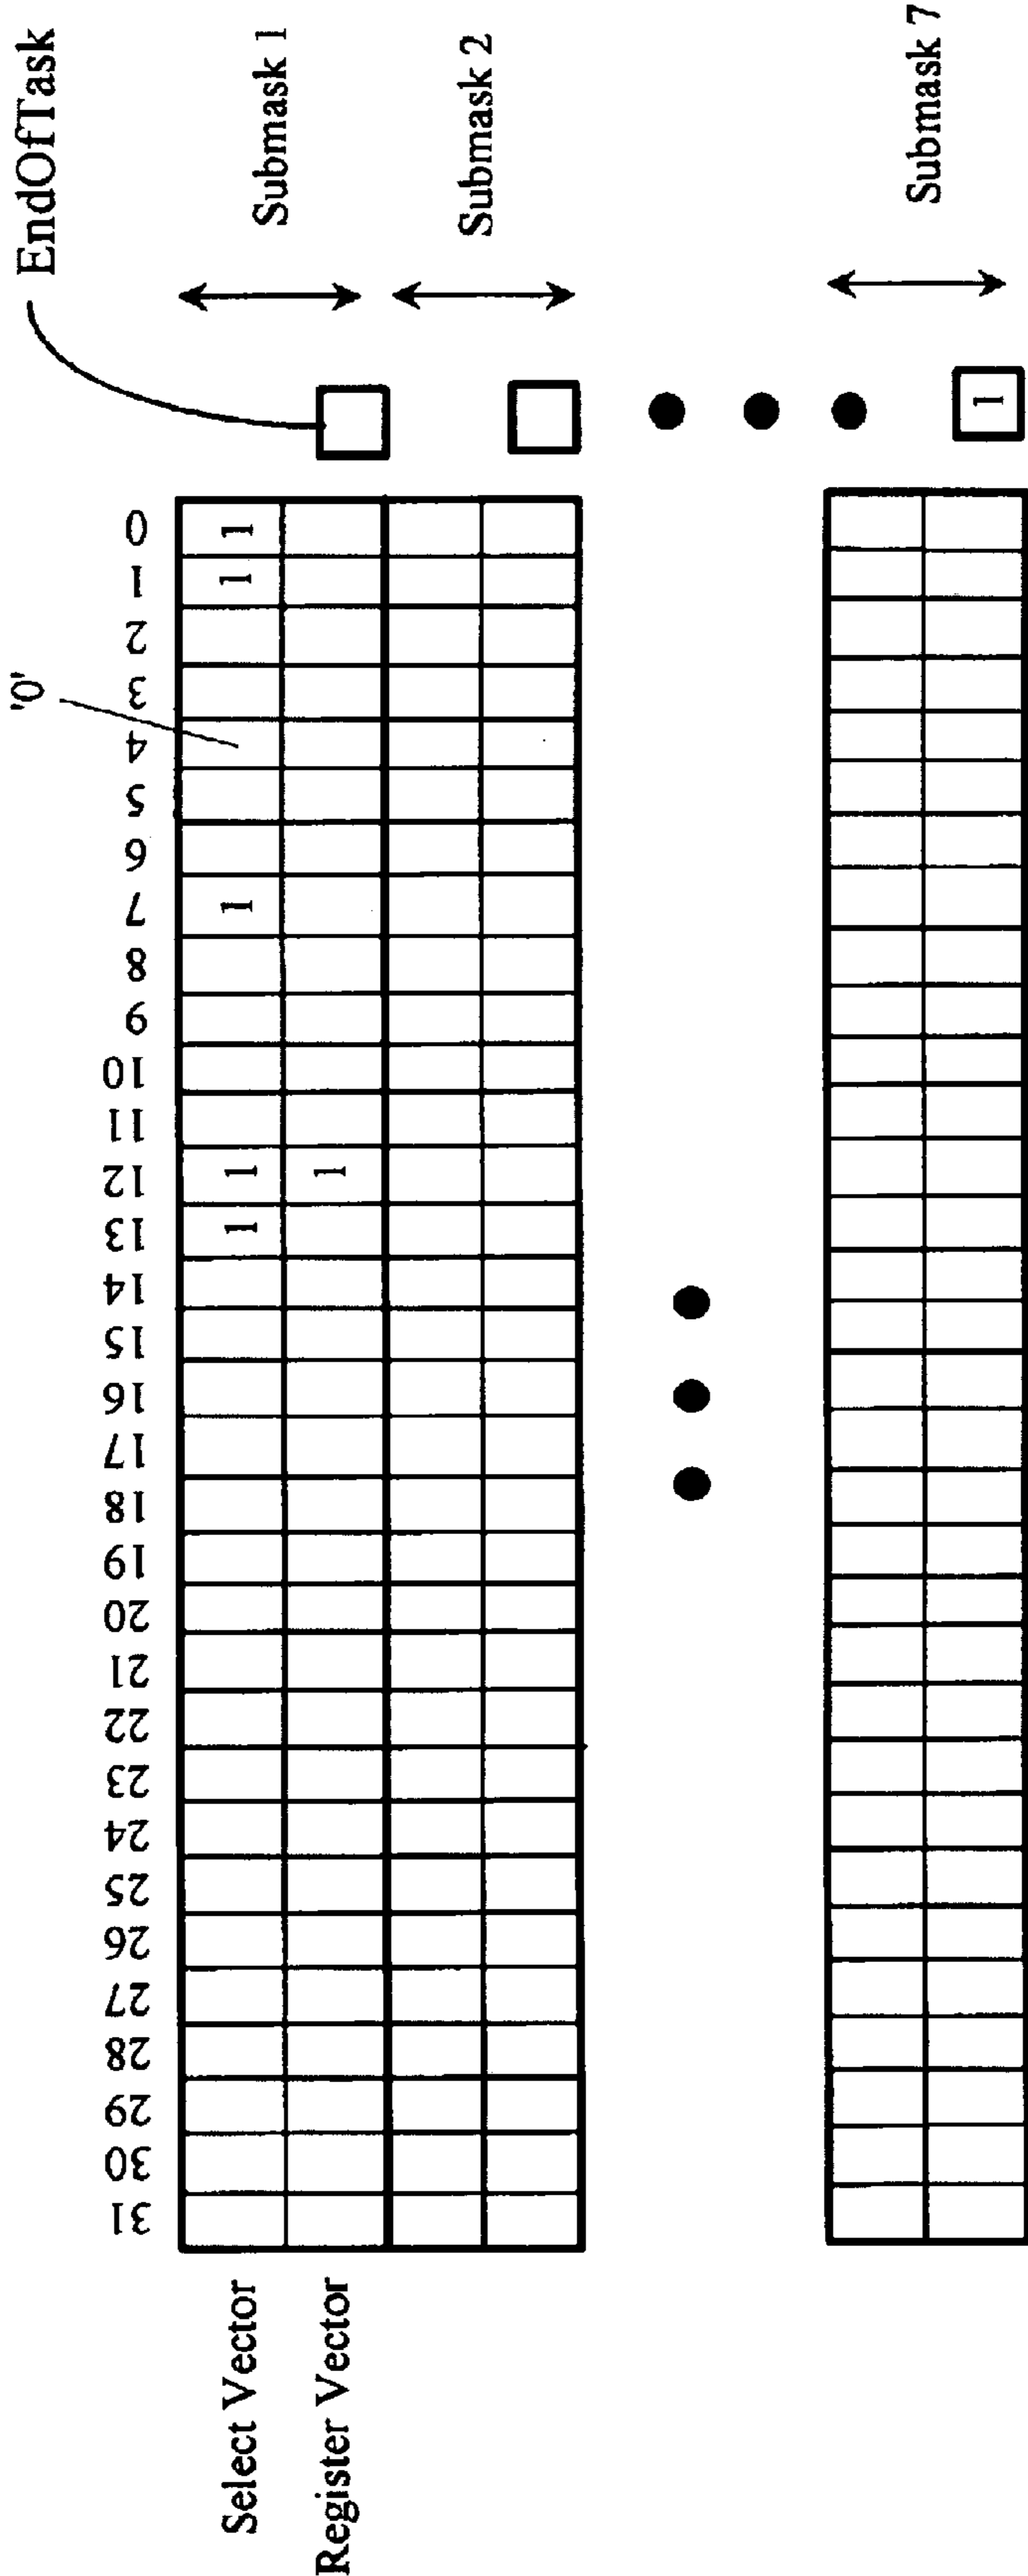 EndOfTask
'0'
31 30 29 28 27 26 25 24 23 22 21 20 19 18 17 16 15 14 13 12 11 10 9 8 7 6 5 4 3 2 1 0
Select Vector 1 1 1 1 1
Submask 1
Register Vector 1
Submask 2
1
Submask 7